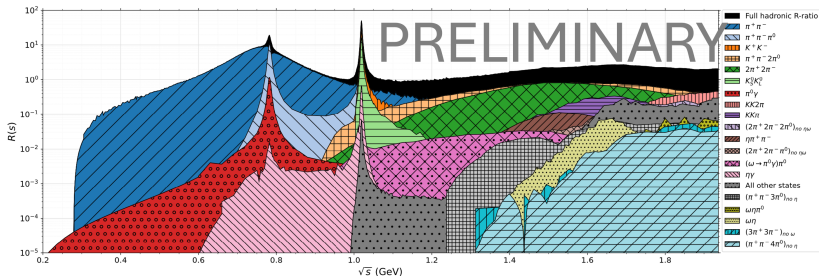 PRELIMINARY
R(s)
10²
10¹
10⁰
10⁻¹
10⁻²
10⁻³
10⁻⁴
10⁻⁵
0.2 0.4 0.6 0.8 1.0 1.2 1.4 1.6 1.8
√s (GeV)
Full hadronic R-ratio
π⁺π⁻
π⁺π⁻π⁰
K⁺K⁻
π⁺π⁻2π⁰
2π⁺2π⁻
K⁰_S K⁰_L
π⁰γ
KK2π
KKπ
(2π⁺2π⁻2π⁰)no ηω
ηπ⁺π⁻
(2π⁺2π⁻π⁰)no ηω
(ω → π⁰γ)π⁰
ηγ
All other states
(π⁺π⁻3π⁰)no η
ωηπ⁰
ωη
(3π⁺3π⁻)no ω
(π⁺π⁻4π⁰)no η